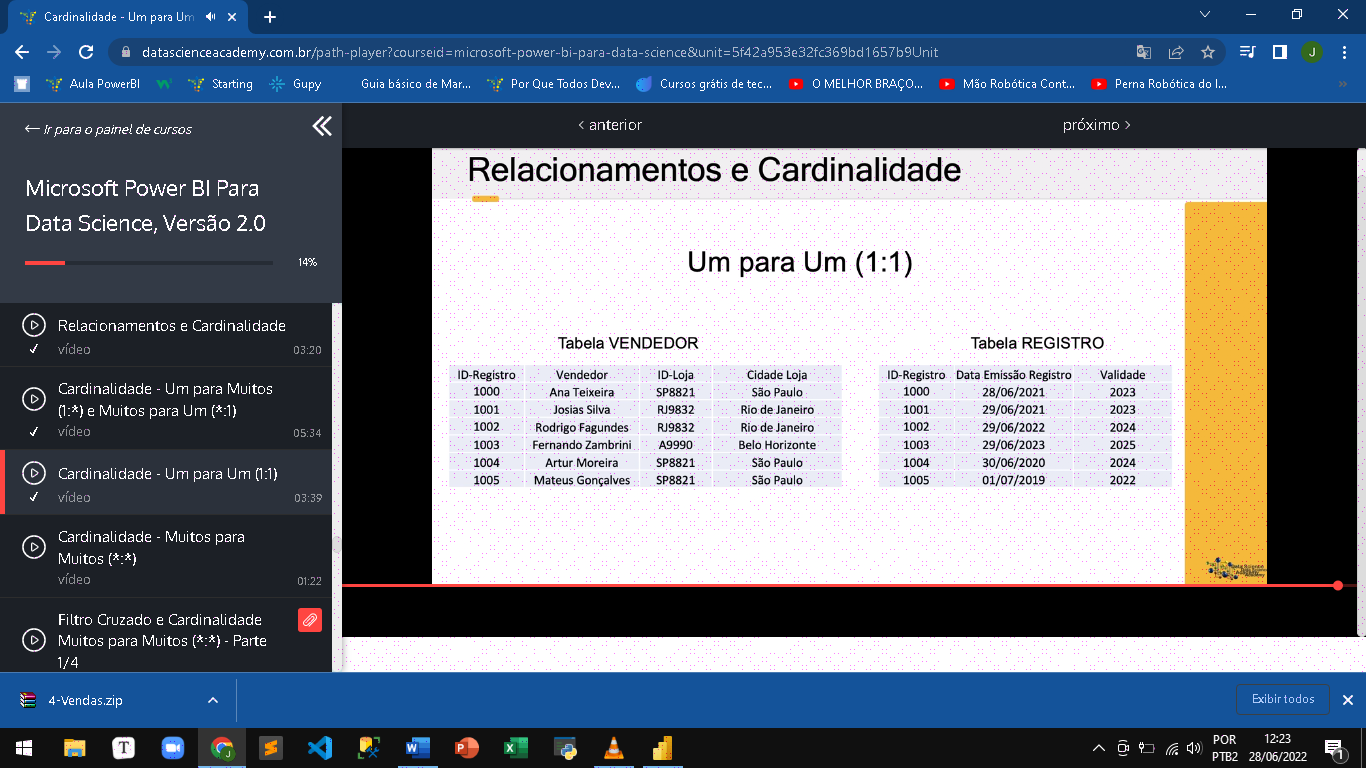 Cardinalidade - Um para Um
datascienceacademy.com.br/path-player?courseid=microsoft-power-bi-para-data-science&unit=5f42a953e32fc369bd1657b9Unit
J
Aula PowerBI
Starting
Gupy
Guia básico de Mar...
Por Que Todos Dev...
Cursos grátis de tec...
O MELHOR BRAÇO...
Mão Robótica Cont...
Perna Robótica do I...
»
← Ir para o painel de cursos
‹ anterior
próximo ›
Microsoft Power BI Para
Data Science, Versão 2.0
14%
Relacionamentos e Cardinalidade
vídeo 03:20
Cardinalidade - Um para Muitos
(1:*) e Muitos para Um (*:1)
vídeo 05:34
Cardinalidade - Um para Um (1:1)
vídeo 03:39
Cardinalidade - Muitos para
Muitos (*:*)
vídeo 01:22
Filtro Cruzado e Cardinalidade
Muitos para Muitos (*:*) - Parte
1/4
Relacionamentos e Cardinalidade
Um para Um (1:1)
Tabela VENDEDOR
ID-Registro Vendedor ID-Loja Cidade Loja
1000 Ana Teixeira SP8821 São Paulo
1001 Josias Silva RJ9832 Rio de Janeiro
1002 Rodrigo Fagundes RJ9832 Rio de Janeiro
1003 Fernando Zambrini A9990 Belo Horizonte
1004 Artur Moreira SP8821 São Paulo
1005 Mateus Gonçalves SP8821 São Paulo
Tabela REGISTRO
ID-Registro Data Emissão Registro Validade
1000 28/06/2021 2023
1001 29/06/2021 2023
1002 29/06/2022 2024
1003 29/06/2023 2025
1004 30/06/2020 2024
1005 01/07/2019 2022
4-Vendas.zip
Exibir todos
POR
PTB2
12:23
28/06/2022
1